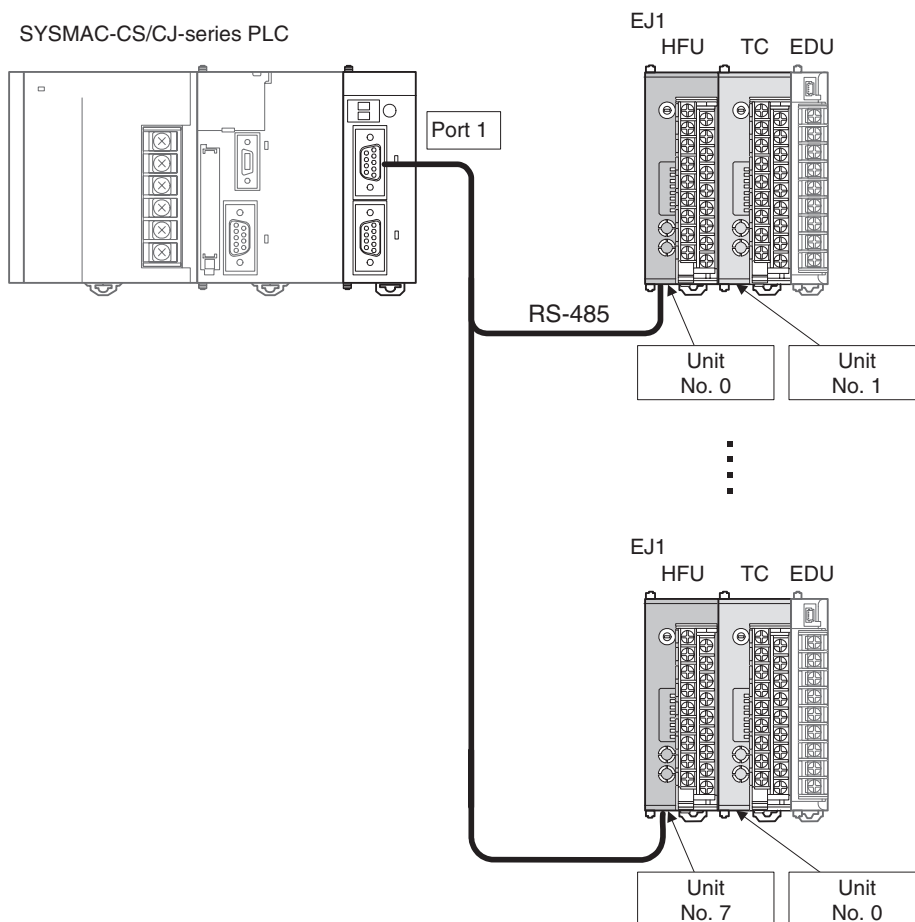 SYSMAC-CS/CJ-series PLC
EJ1
HFU TC EDU
Port 1
RS-485
Unit
No. 0
Unit
No. 1
EJ1
HFU TC EDU
Unit
No. 7
Unit
No. 0